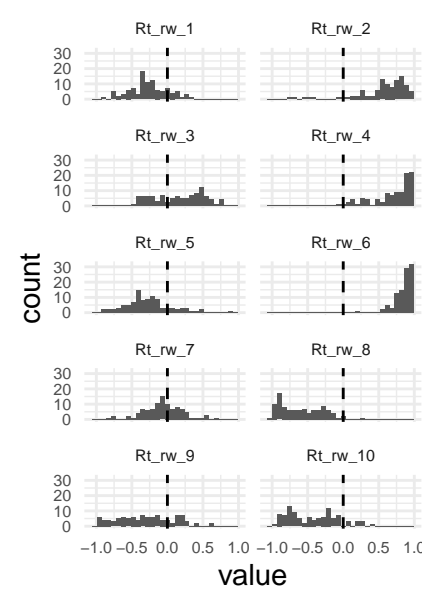 Rt_rw_1 Rt_rw_2
30
20
10
0
Rt_rw_3 Rt_rw_4
30
20
10
0
Rt_rw_5 Rt_rw_6
30
20
10
0
Rt_rw_7 Rt_rw_8
30
20
10
0
Rt_rw_9 Rt_rw_10
30
20
10
0
-1.0 -0.5 0.0 0.5 1.0 -1.0 -0.5 0.0 0.5 1.0
value
count